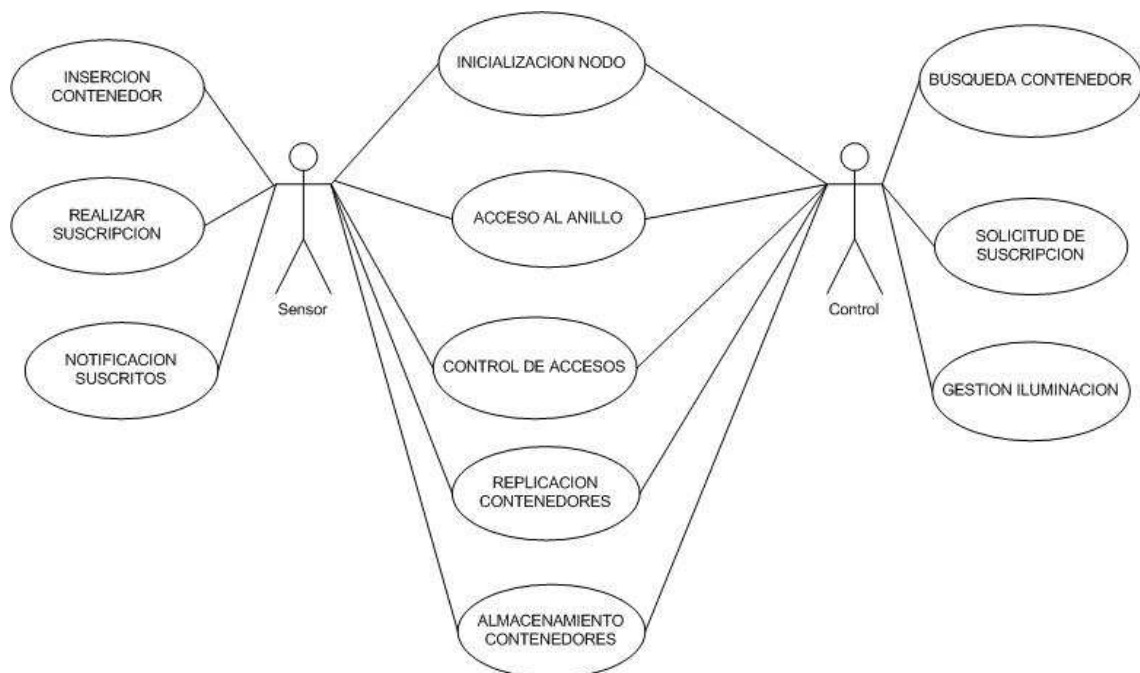 INSERCION
CONTENEDOR
REALIZAR
SUSCRIPCION
NOTIFICACION
SUSCRITOS
Sensor
INICIALIZACION NODO
ACCESO AL ANILLO
CONTROL DE ACCESOS
REPLICACION
CONTENEDORES
ALMACENAMIENTO
CONTENEDORES
Control
BUSQUEDA CONTENEDOR
SOLICITUD DE
SUSCRIPCION
GESTION ILUMINACION